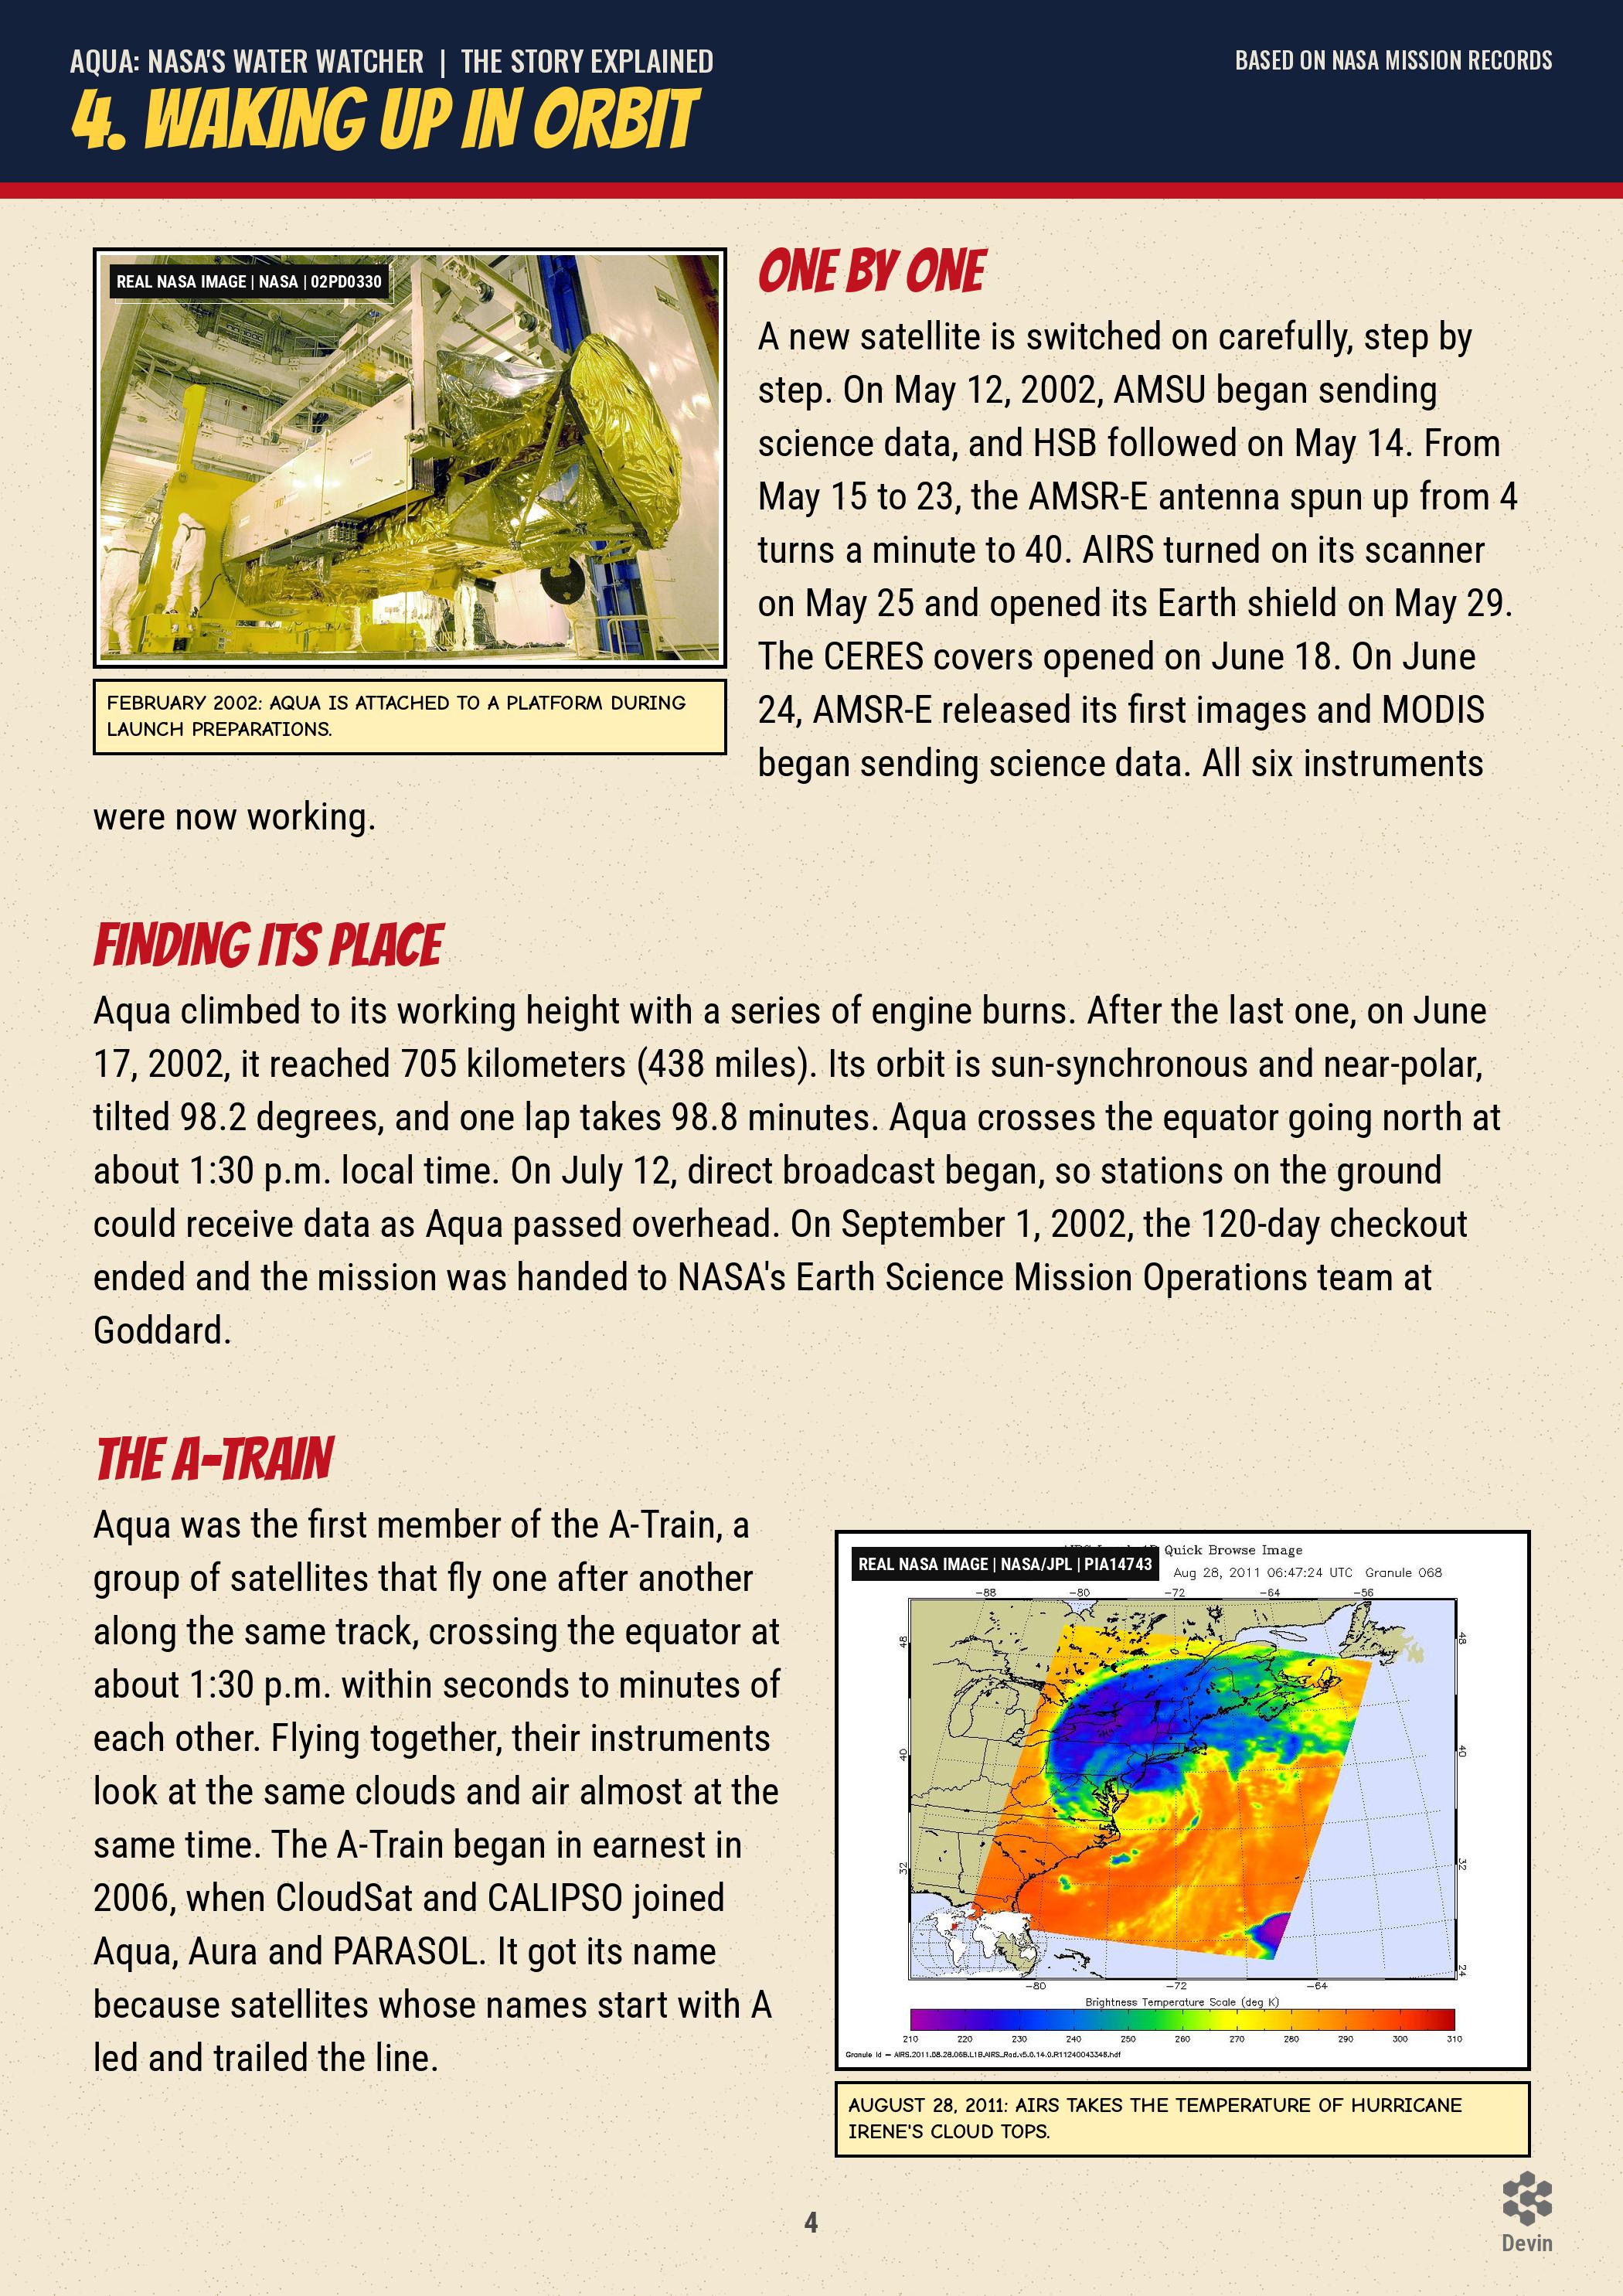 AQUA: NASA'S WATER WATCHER | THE STORY EXPLAINED
BASED ON NASA MISSION RECORDS
4. WAKING UP IN ORBIT
REAL NASA IMAGE | NASA | 02PD0330
FEBRUARY 2002: AQUA IS ATTACHED TO A PLATFORM DURING
LAUNCH PREPARATIONS.
ONE BY ONE
A new satellite is switched on carefully, step by
step. On May 12, 2002, AMSU began sending
science data, and HSB followed on May 14. From
May 15 to 23, the AMSR-E antenna spun up from 4
turns a minute to 40. AIRS turned on its scanner
on May 25 and opened its Earth shield on May 29.
The CERES covers opened on June 18. On June
24, AMSR-E released its first images and MODIS
began sending science data. All six instruments
were now working.
FINDING ITS PLACE
Aqua climbed to its working height with a series of engine burns. After the last one, on June
17, 2002, it reached 705 kilometers (438 miles). Its orbit is sun-synchronous and near-polar,
tilted 98.2 degrees, and one lap takes 98.8 minutes. Aqua crosses the equator going north at
about 1:30 p.m. local time. On July 12, direct broadcast began, so stations on the ground
could receive data as Aqua passed overhead. On September 1, 2002, the 120-day checkout
ended and the mission was handed to NASA's Earth Science Mission Operations team at
Goddard.
THE A-TRAIN
Aqua was the first member of the A-Train, a
group of satellites that fly one after another
along the same track, crossing the equator at
about 1:30 p.m. within seconds to minutes of
each other. Flying together, their instruments
look at the same clouds and air almost at the
same time. The A-Train began in earnest in
2006, when CloudSat and CALIPSO joined
Aqua, Aura and PARASOL. It got its name
because satellites whose names start with A
led and trailed the line.
Quick Browse Image
REAL NASA IMAGE | NASA/JPL | PIA14743
Aug 28, 2011 06:47:24 UTC Granule 068
-88 -80 -72 -64 -56
48 48
40 40
32 32
24
-80 -72 -64
Brightness Temperature Scale (deg K)
210 220 230 240 250 260 270 280 290 300 310
AUGUST 28, 2011: AIRS TAKES THE TEMPERATURE OF HURRICANE
IRENE'S CLOUD TOPS.
4
Devin